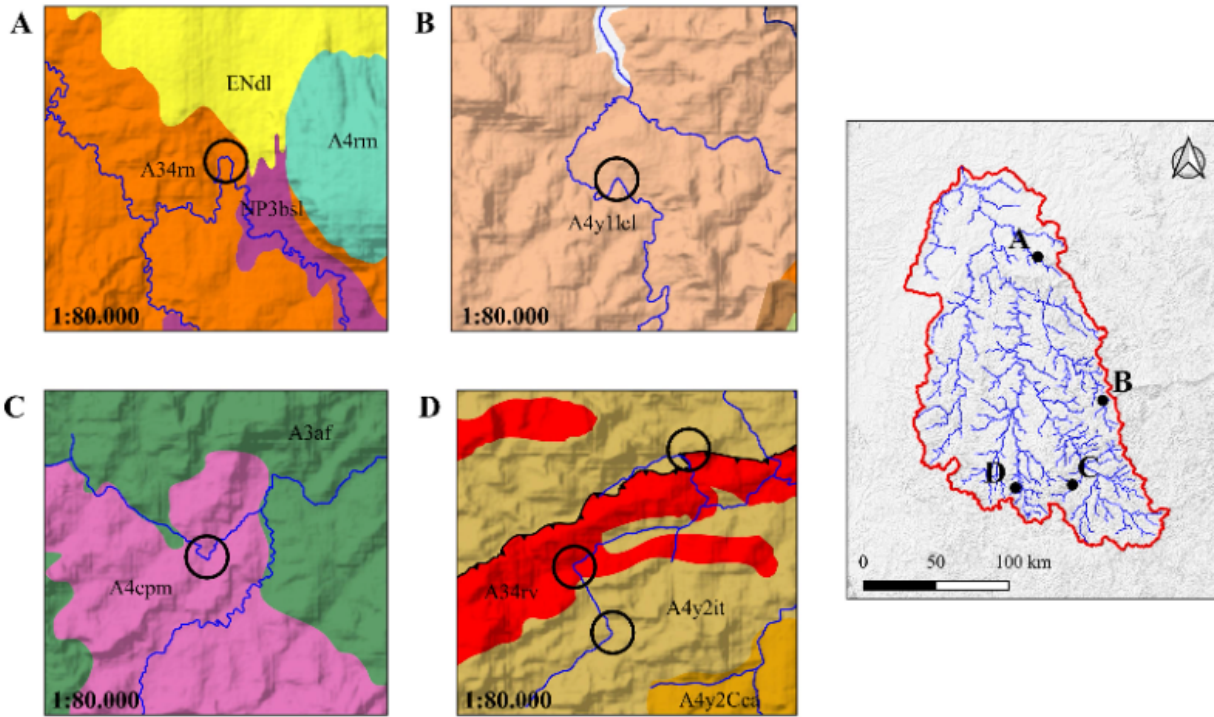 A
ENdl
A4rm
A34rn
NP3bsl
1:80.000
B
A4y1lcl
1:80.000
C
A3af
A4cpm
1:80.000
D
A34rv
A4y2it
A4y2Cca
1:80.000
A
B
C
D
0 50 100 km